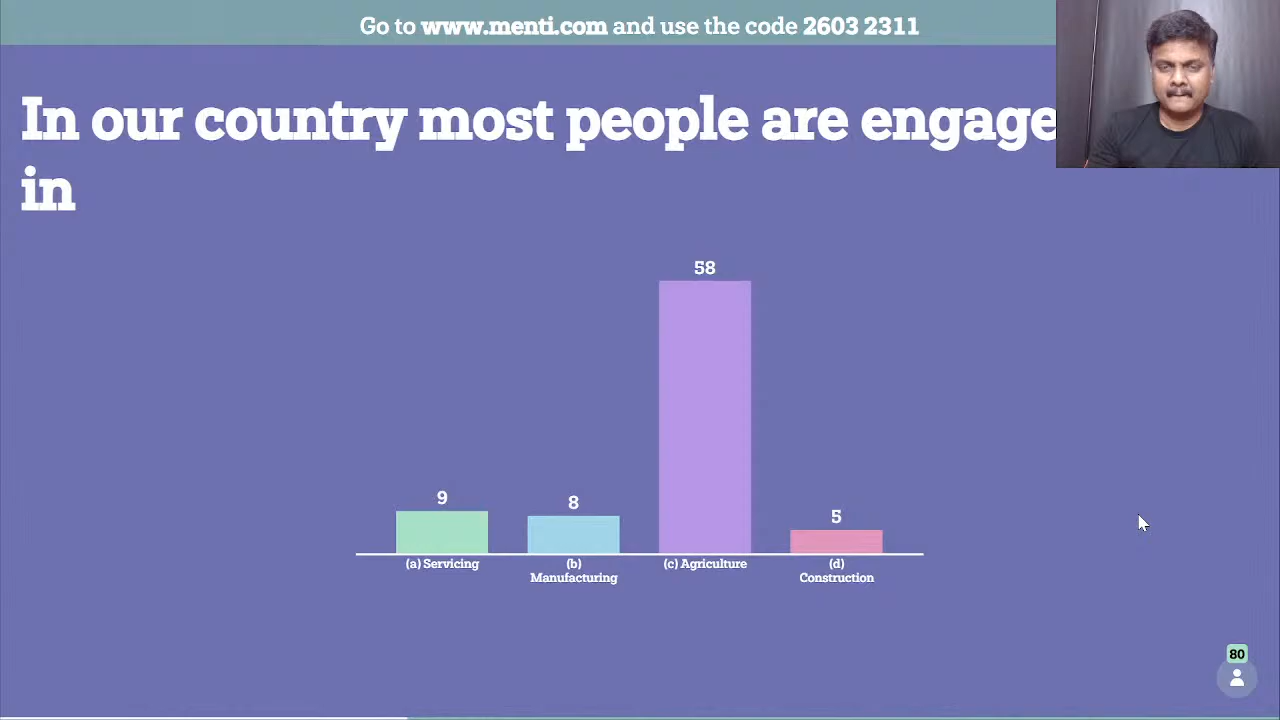 Go to www.menti.com and use the code 2603 2311
In our country most people are engage
in
58
9
8
5
(a) Servicing
(b)
Manufacturing
(c) Agriculture
(d)
Construction
80